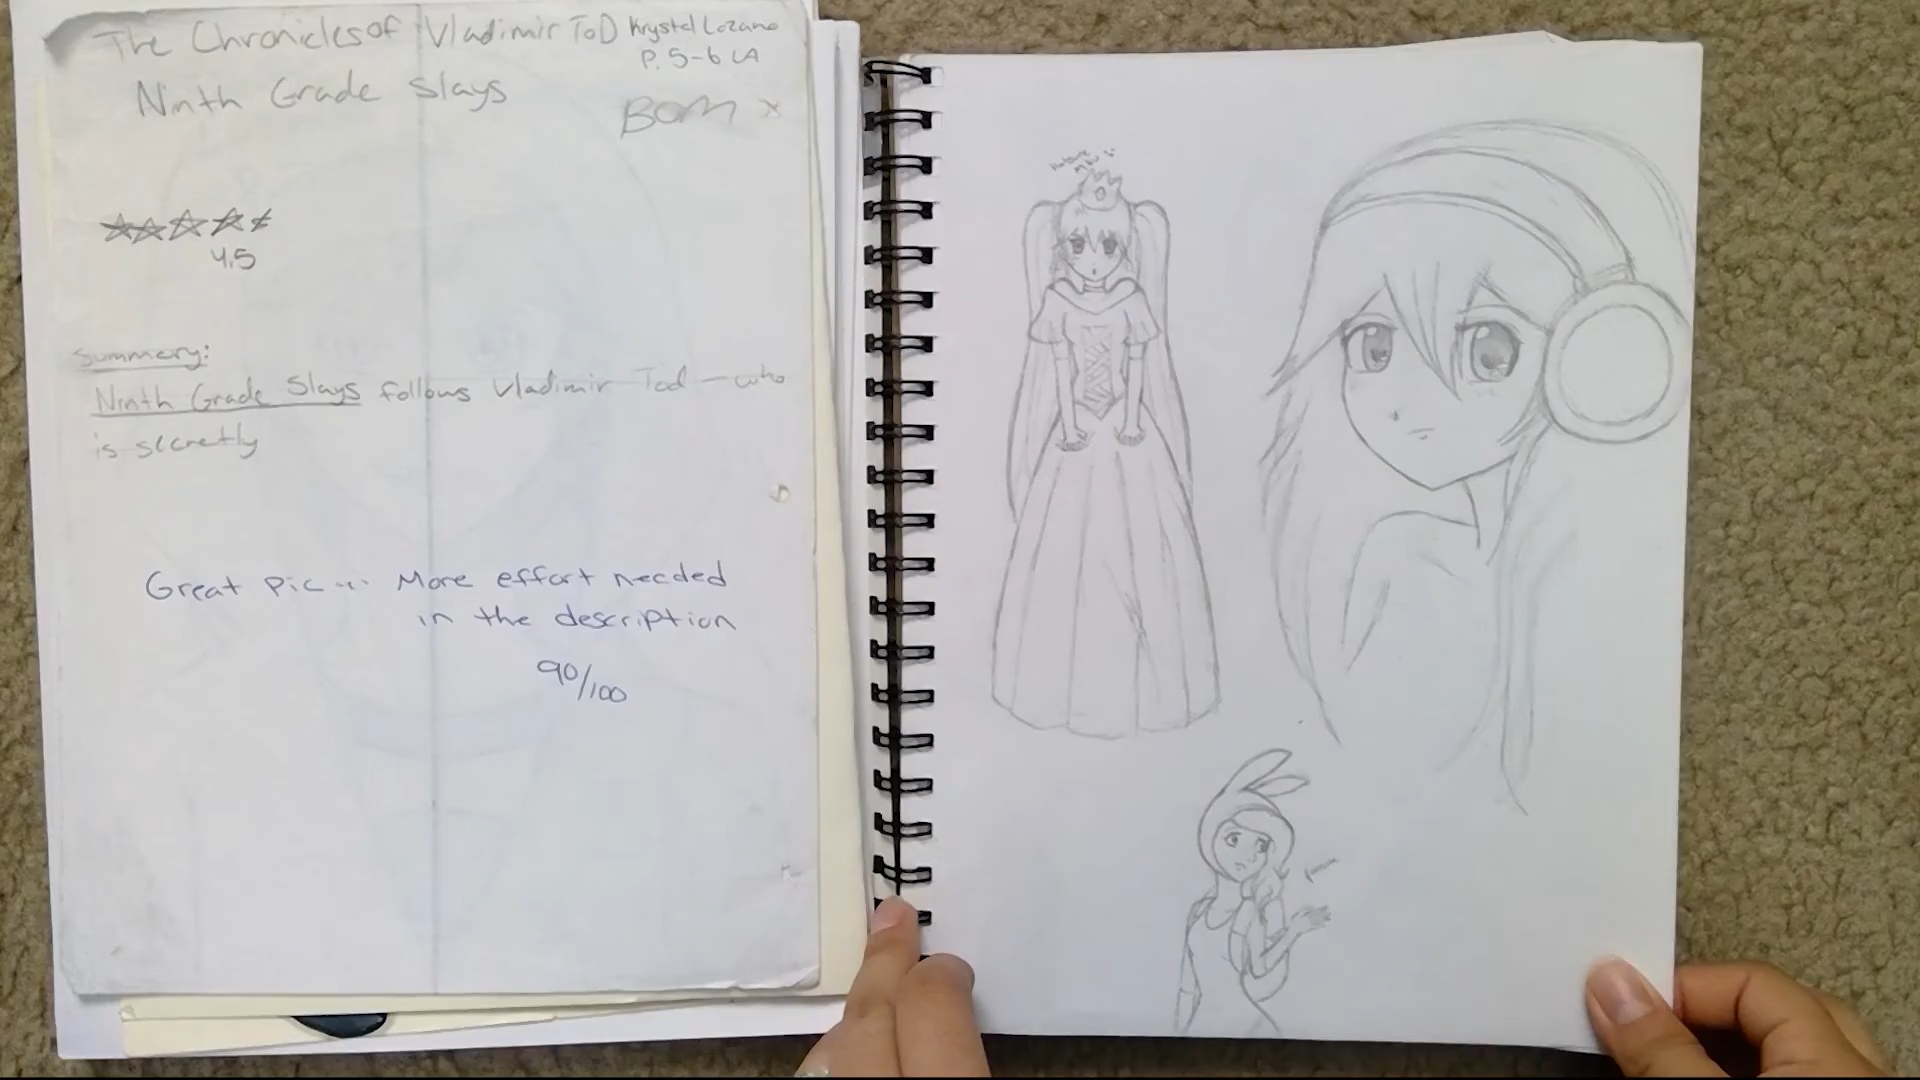 The Chronicles of Vladimir ToD
Krystel Lozano
P. 5-6 LA
Ninth Grade Slays
BOM
4.5
Summary:
Ninth Grade Slays follows Vladimir Tod - who
is secretly
Great pic... More effort needed
in the description
90/100